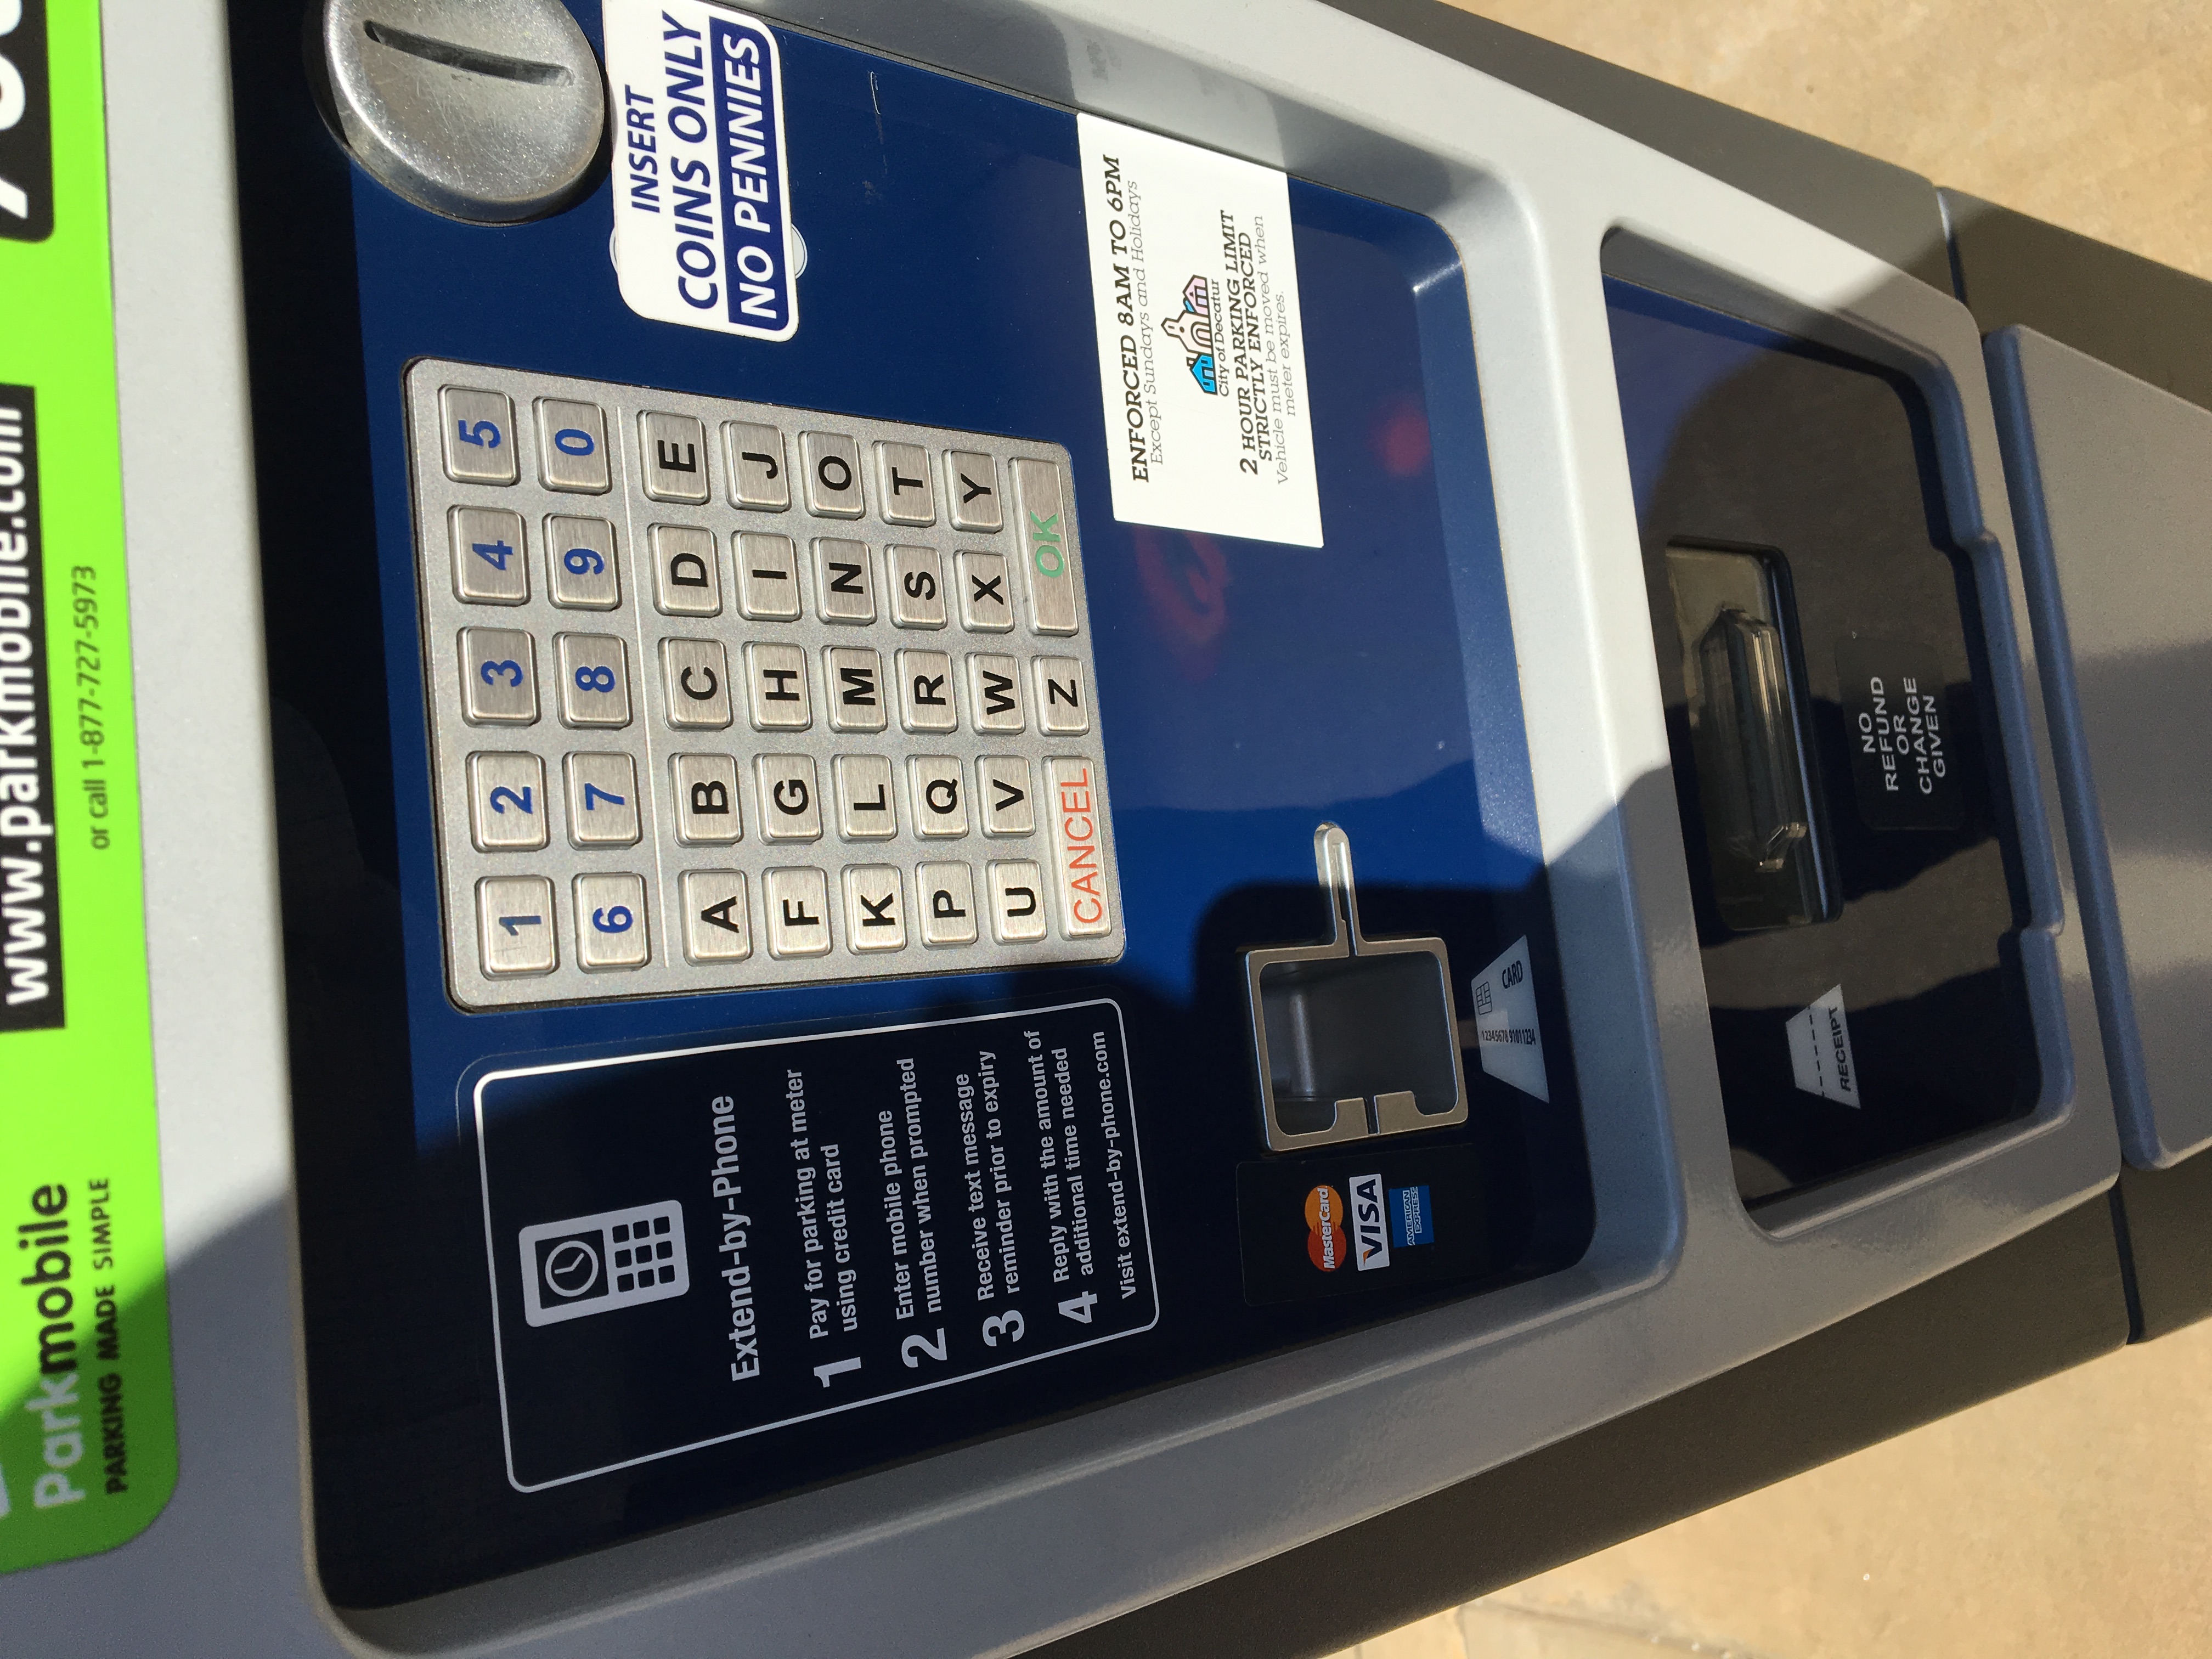 Parkmobile
PARKING MADE SIMPLE
www.parkmobile.com
or call 1-877-727-5973
Extend-by-Phone
1 Pay for parking at meter
using credit card
2 Enter mobile phone
number when prompted
3 Receive text message
reminder prior to expiry
4 Reply with the amount of
additional time needed
Visit extend-by-phone.com
1 2 3 4 5
6 7 8 9 0
A B C D E
F G H I J
K L M N O
P Q R S T
U V W X Y
CANCEL Z OK
INSERT
COINS ONLY
NO PENNIES
ENFORCED 8AM TO 6PM
Except Sundays and Holidays
City of Decatur
2 HOUR PARKING LIMIT
STRICTLY ENFORCED
Vehicle must be moved when
meter expires.
MasterCard
VISA
AMERICAN
EXPRESS
CARD
RECEIPT
NO
REFUND
OR
CHANGE
GIVEN